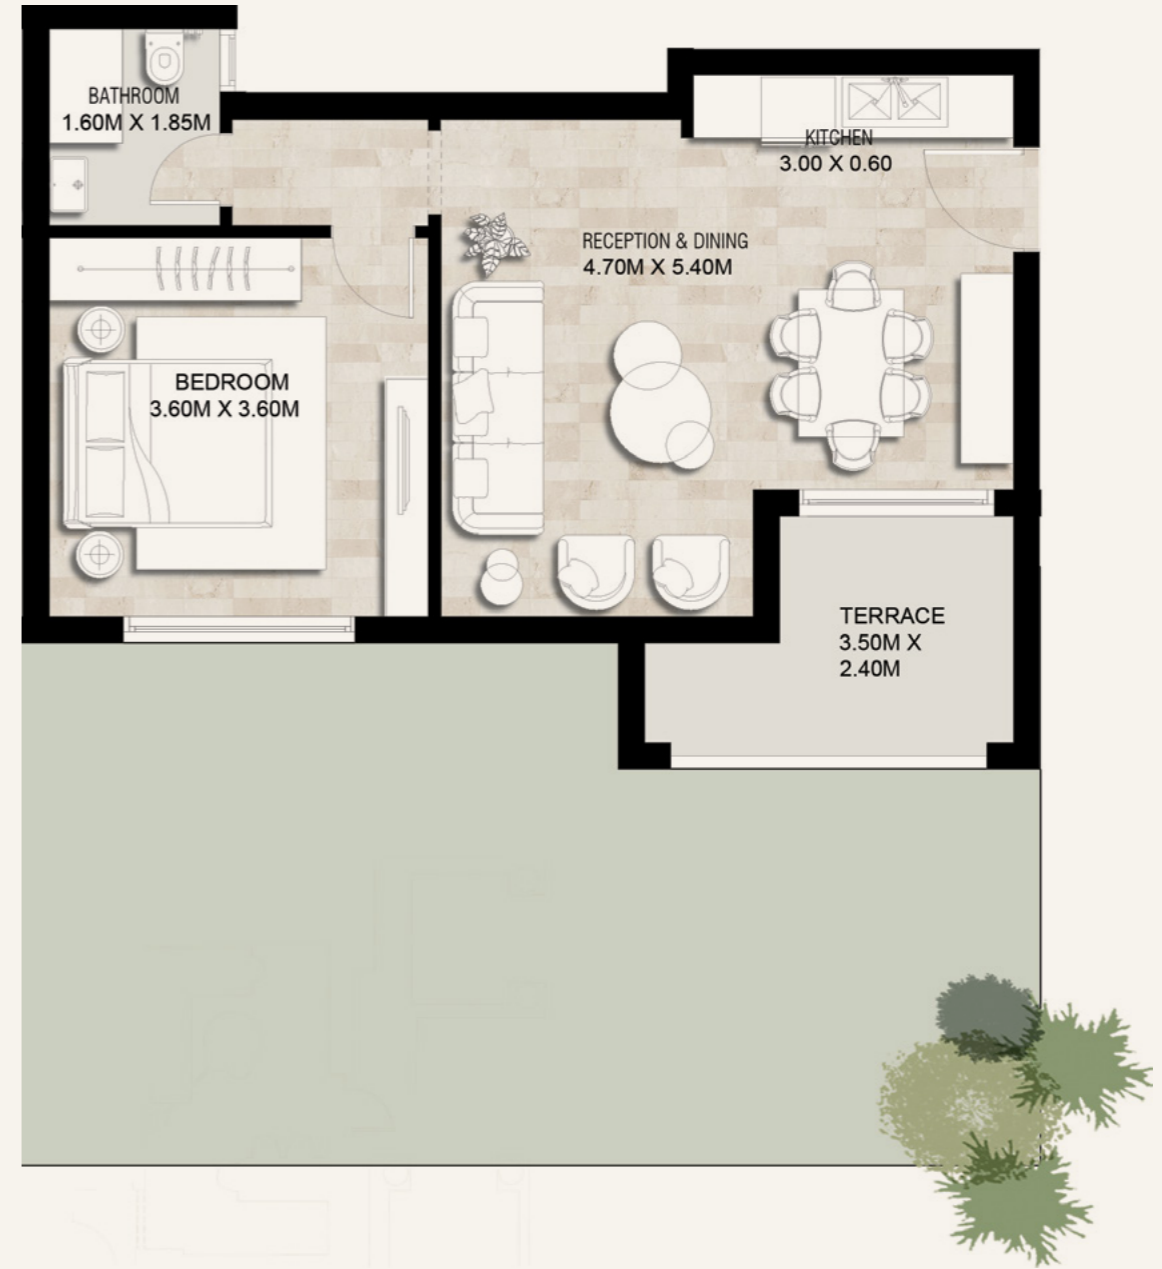 BATHROOM
1.60M X 1.85M
KITCHEN
3.00 X 0.60
RECEPTION & DINING
4.70M X 5.40M
BEDROOM
3.60M X 3.60M
TERRACE
3.50M X
2.40M